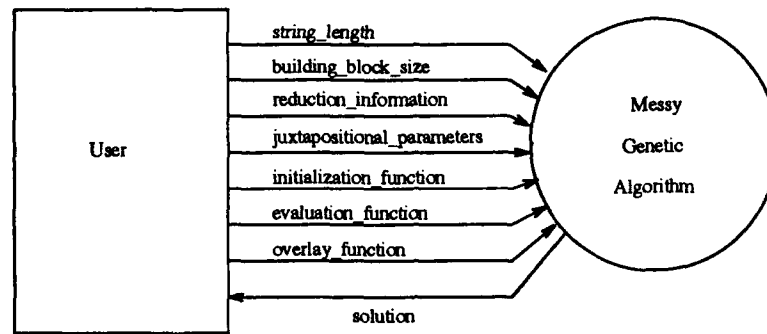 string_length
building_block_size
reduction_information
juxtapositional_parameters
initialization_function
evaluation_function
overlay_function
solution
User
Messy
Genetic
Algorithm